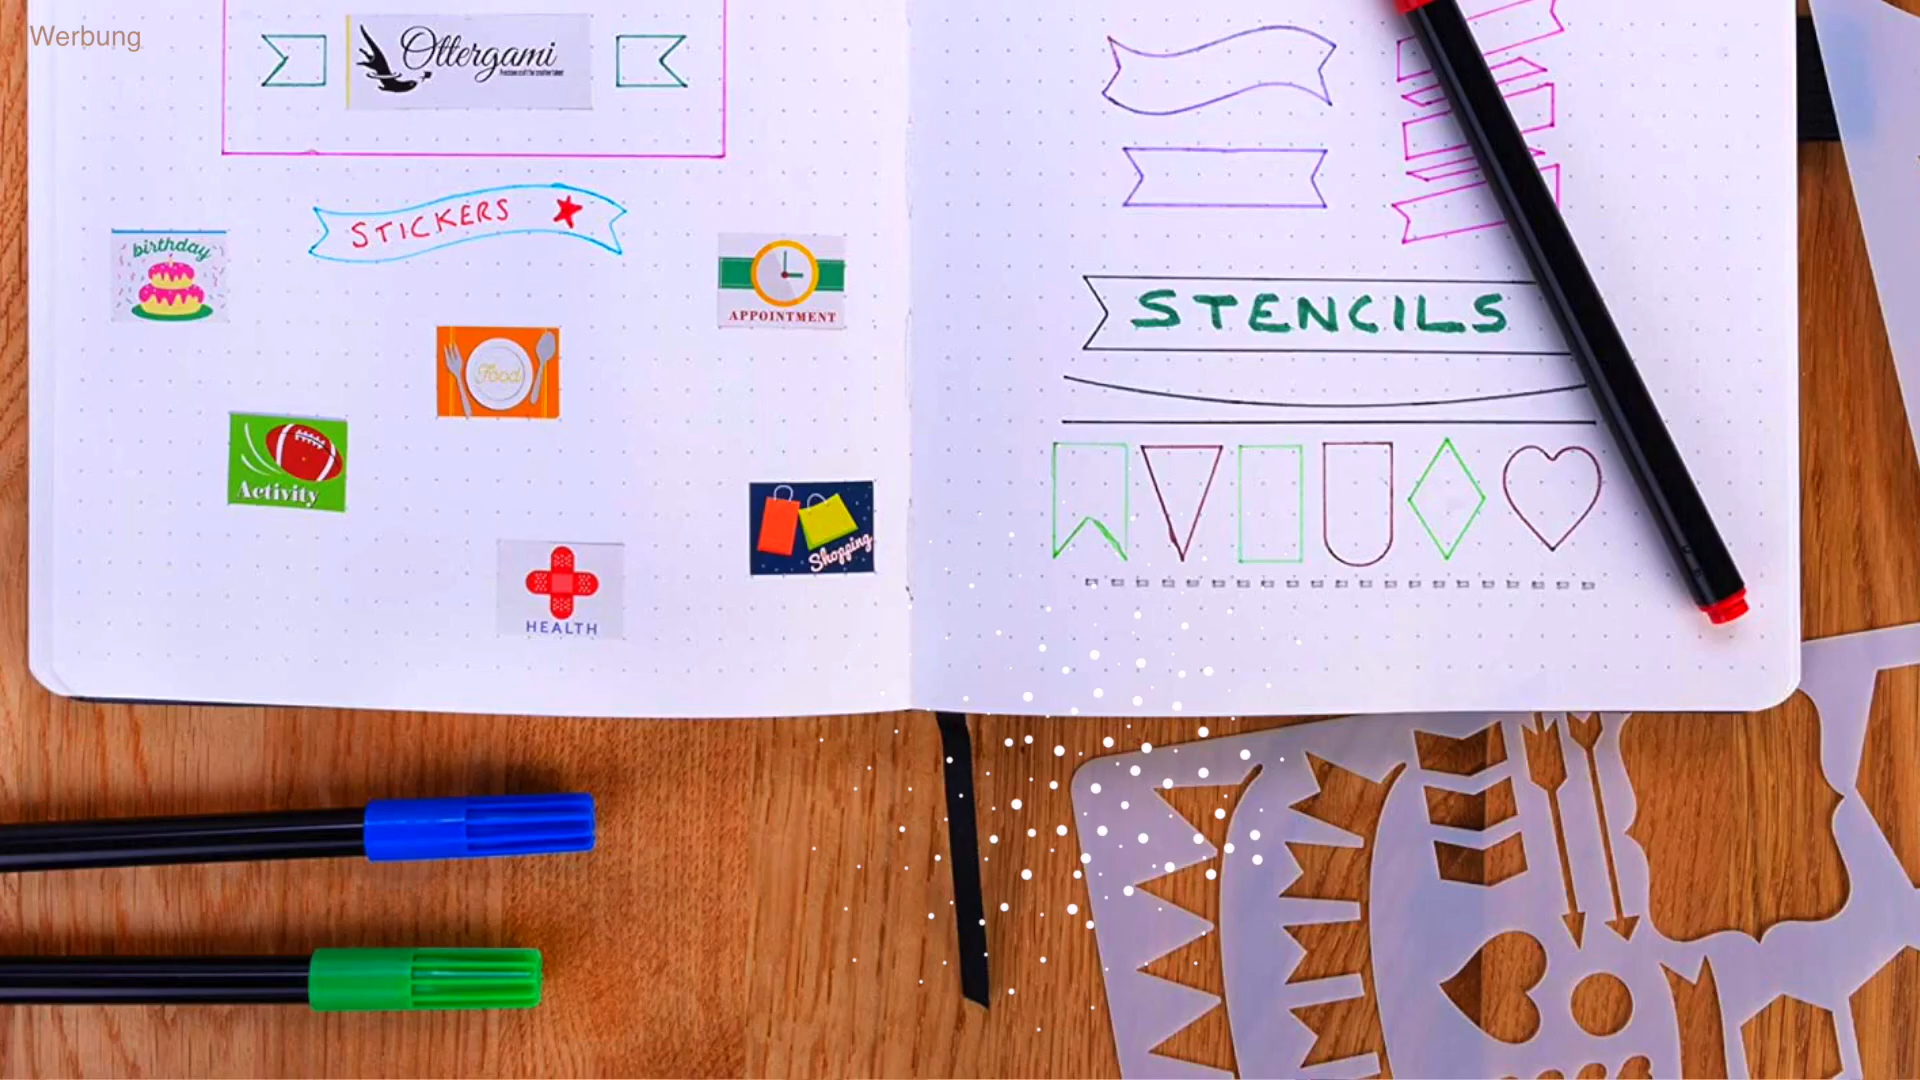 Werbung
Ottergami
STICKERS
birthday
APPOINTMENT
Food
Activity
Shopping
HEALTH
STENCILS